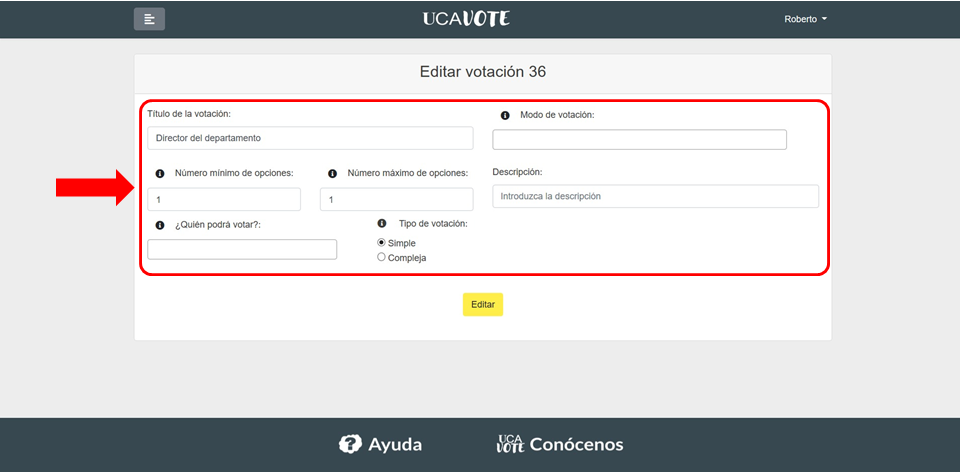 UCAVOTE
Roberto
Editar votación 36
Título de la votación:
Director del departamento
Modo de votación:
Número mínimo de opciones:
1
Número máximo de opciones:
1
Descripción:
Introduzca la descripción
¿Quién podrá votar?:
Tipo de votación:
Simple
Compleja
Editar
Ayuda
UCA
VOTE
Conócenos